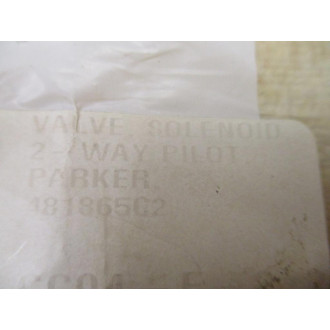 VALVE, SOLENOID
2-WAY PILOT,
PARKER,
481865C2